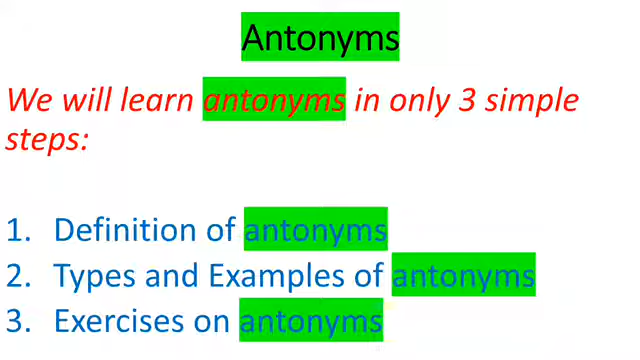 Antonyms
We will learn antonyms in only 3 simple
steps:
1. Definition of antonyms
2. Types and Examples of antonyms
3. Exercises on antonyms